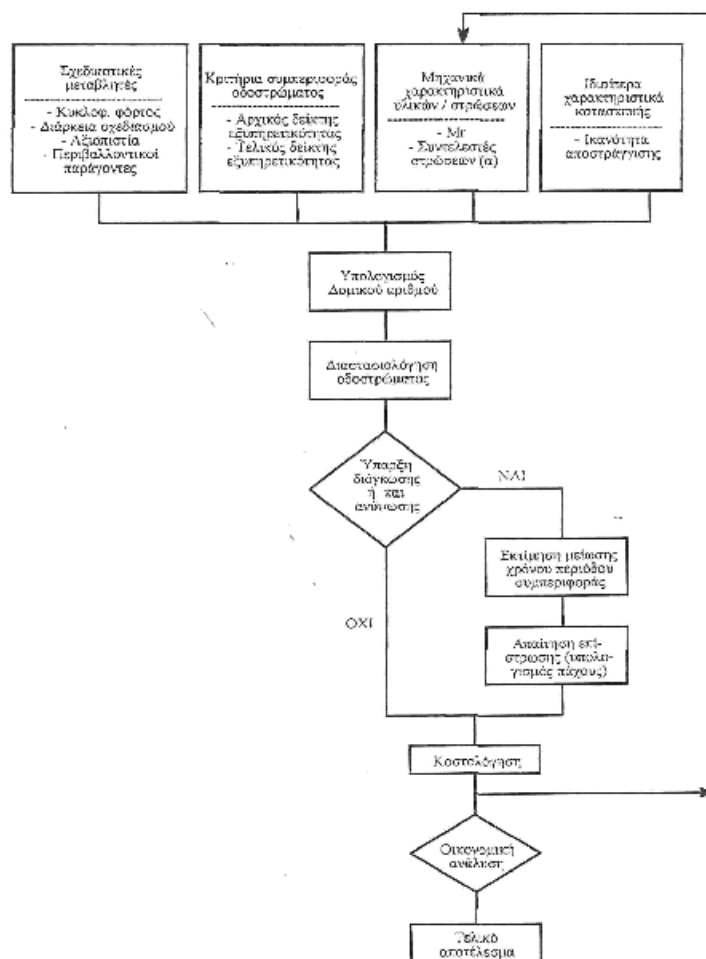 Σχεδιαστικές
μεταβλητές
- Κυκλοφ. φόρτος
- Διάρκεια σχεδιασμού
- Αξιοπιστία
- Περιβαλλοντικοί
παράγοντες
Κριτήρια συμπεριφοράς
οδοστρώματος
- Αρχικός δείκτης
εξυπηρετικότητας
- Τελικός δείκτης
εξυπηρετικότητας
Μηχανικά
χαρακτηριστικά
υλικών / στρώσεων
- Mr
- Συντελεστές
στρώσεων (α)
Ιδιαίτερα
χαρακτηριστικά
κατασκευής
- Ικανότητα
αποστράγγισης
Υπολογισμός
Δομικού αριθμού
Διαστασιολόγηση
οδοστρώματος
Ύπαρξη
διόγκωσης
ή και
ανύψωσης
ΝΑΙ
Εκτίμηση μείωσης
χρόνου περιόδου
συμπεριφοράς
ΟΧΙ
Απαίτηση επί-
στρωσης (υπολο-
γισμός πάχους)
Κοστολόγηση
Οικονομική
ανάλυση
Τελικό
αποτέλεσμα